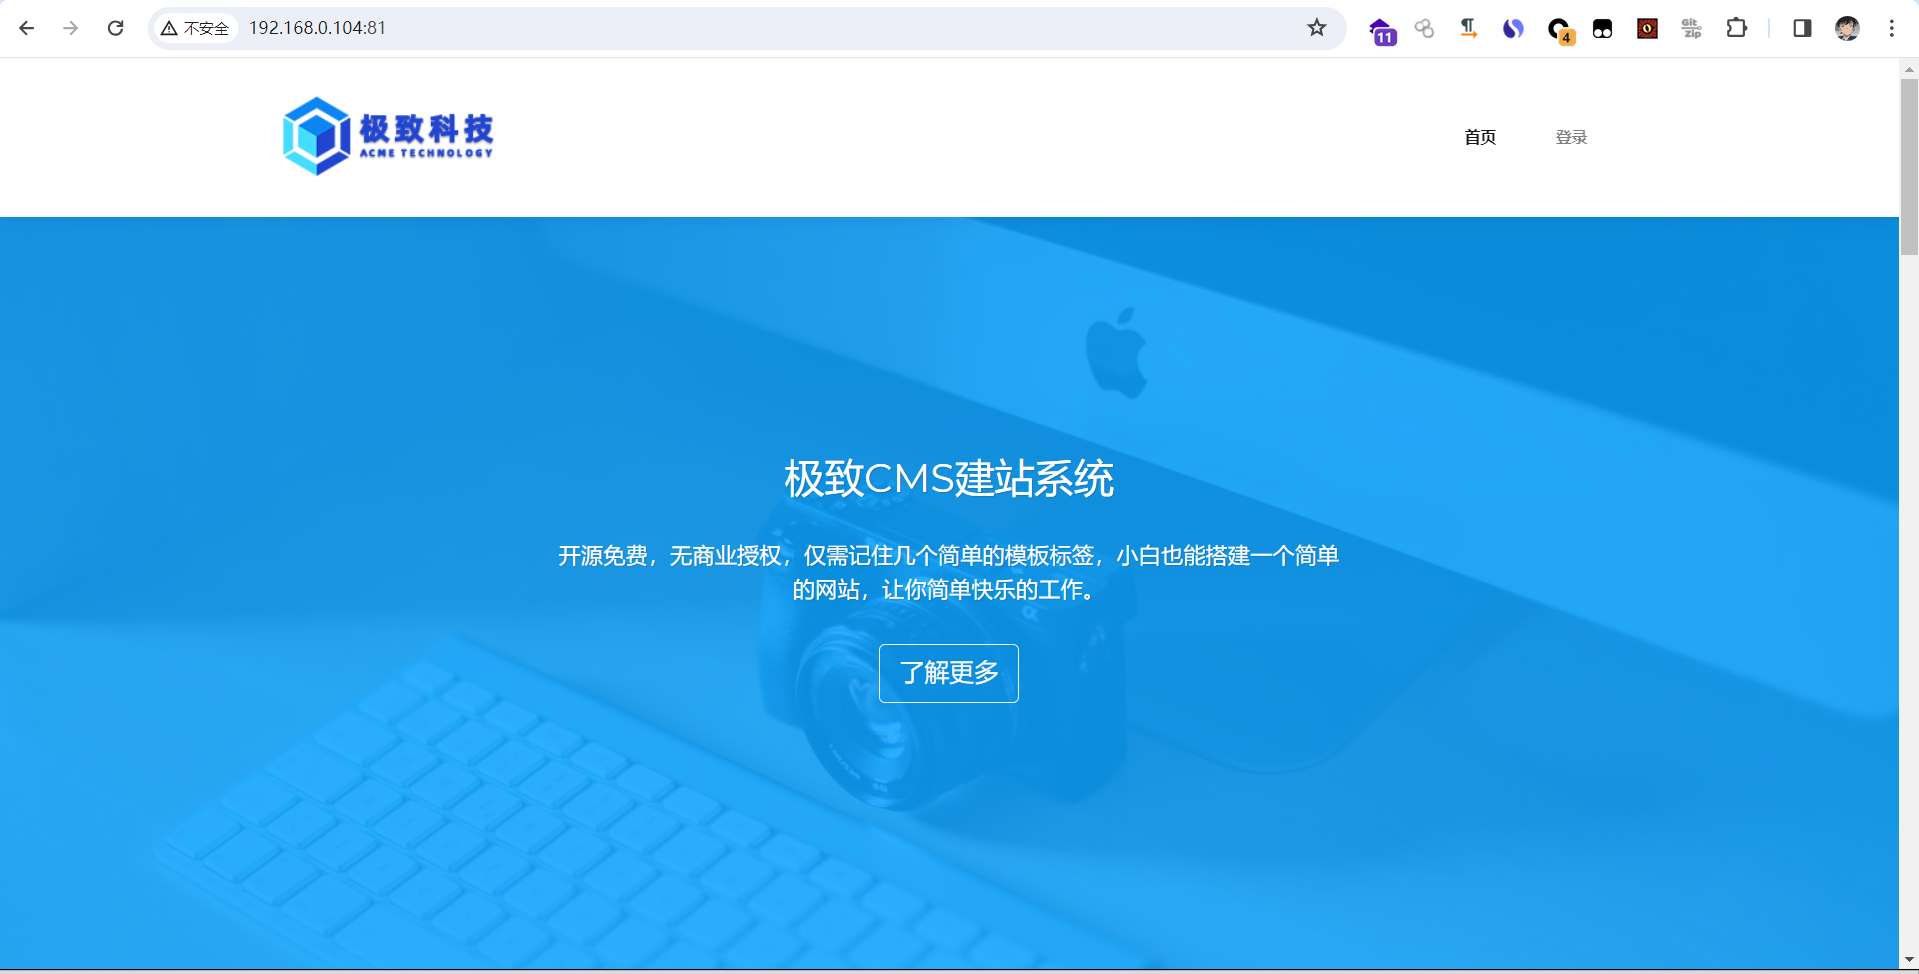 不安全 192.168.0.104:81
11
4
Git
Zip
极致科技
ACME TECHNOLOGY
首页 登录
极致CMS建站系统
开源免费，无商业授权，仅需记住几个简单的模板标签，小白也能搭建一个简单
的网站，让你简单快乐的工作。
了解更多